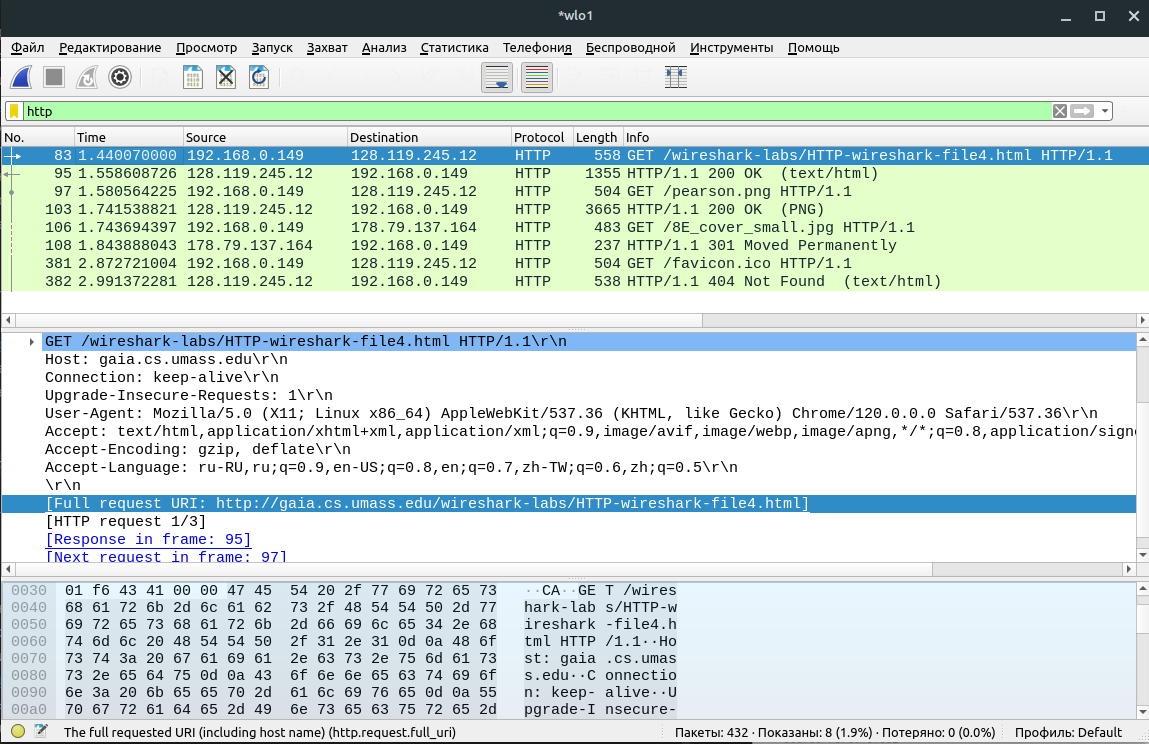 *wlo1
Файл Редактирование Просмотр Запуск Захват Анализ Статистика Телефония Беспроводной Инструменты Помощь
http
No. Time Source Destination Protocol Length Info
83 1.440070000 192.168.0.149 128.119.245.12 HTTP 558 GET /wireshark-labs/HTTP-wireshark-file4.html HTTP/1.1
95 1.558608726 128.119.245.12 192.168.0.149 HTTP 1355 HTTP/1.1 200 OK (text/html)
97 1.580564225 192.168.0.149 128.119.245.12 HTTP 504 GET /pearson.png HTTP/1.1
103 1.741538821 128.119.245.12 192.168.0.149 HTTP 3665 HTTP/1.1 200 OK (PNG)
106 1.743694397 192.168.0.149 178.79.137.164 HTTP 483 GET /8E_cover_small.jpg HTTP/1.1
108 1.843888043 178.79.137.164 192.168.0.149 HTTP 237 HTTP/1.1 301 Moved Permanently
381 2.872721004 192.168.0.149 128.119.245.12 HTTP 504 GET /favicon.ico HTTP/1.1
382 2.991372281 128.119.245.12 192.168.0.149 HTTP 538 HTTP/1.1 404 Not Found (text/html)
GET /wireshark-labs/HTTP-wireshark-file4.html HTTP/1.1\r\n
Host: gaia.cs.umass.edu\r\n
Connection: keep-alive\r\n
Upgrade-Insecure-Requests: 1\r\n
User-Agent: Mozilla/5.0 (X11; Linux x86_64) AppleWebKit/537.36 (KHTML, like Gecko) Chrome/120.0.0.0 Safari/537.36\r\n
Accept: text/html,application/xhtml+xml,application/xml;q=0.9,image/avif,image/webp,image/apng,*/*;q=0.8,application/signe
Accept-Encoding: gzip, deflate\r\n
Accept-Language: ru-RU,ru;q=0.9,en-US;q=0.8,en;q=0.7,zh-TW;q=0.6,zh;q=0.5\r\n
\r\n
[Full request URI: http://gaia.cs.umass.edu/wireshark-labs/HTTP-wireshark-file4.html]
[HTTP request 1/3]
[Response in frame: 95]
[Next request in frame: 97]
0030 01 f6 43 41 00 00 47 45 54 20 2f 77 69 72 65 73 ··CA··GE T /wires
0040 68 61 72 6b 2d 6c 61 62 73 2f 48 54 54 50 2d 77 hark-lab s/HTTP-w
0050 69 72 65 73 68 61 72 6b 2d 66 69 6c 65 34 2e 68 ireshark -file4.h
0060 74 6d 6c 20 48 54 54 50 2f 31 2e 31 0d 0a 48 6f tml HTTP /1.1··Ho
0070 73 74 3a 20 67 61 69 61 2e 63 73 2e 75 6d 61 73 st: gaia .cs.umas
0080 73 2e 65 64 75 0d 0a 43 6f 6e 6e 65 63 74 69 6f s.edu··C onnectio
0090 6e 3a 20 6b 65 65 70 2d 61 6c 69 76 65 0d 0a 55 n: keep- alive··U
00a0 70 67 72 61 64 65 2d 49 6e 73 65 63 75 72 65 2d pgrade-I nsecure-
The full requested URI (including host name) (http.request.full_uri) Пакеты: 432 · Показаны: 8 (1.9%) · Потеряно: 0 (0.0%) Профиль: Default